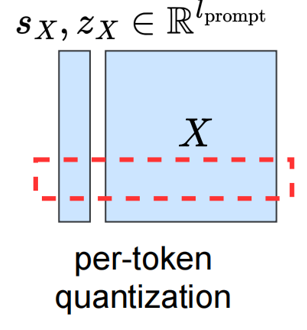 s_X, z_X ∈ ℝ^{l_prompt}
X
per-token
quantization